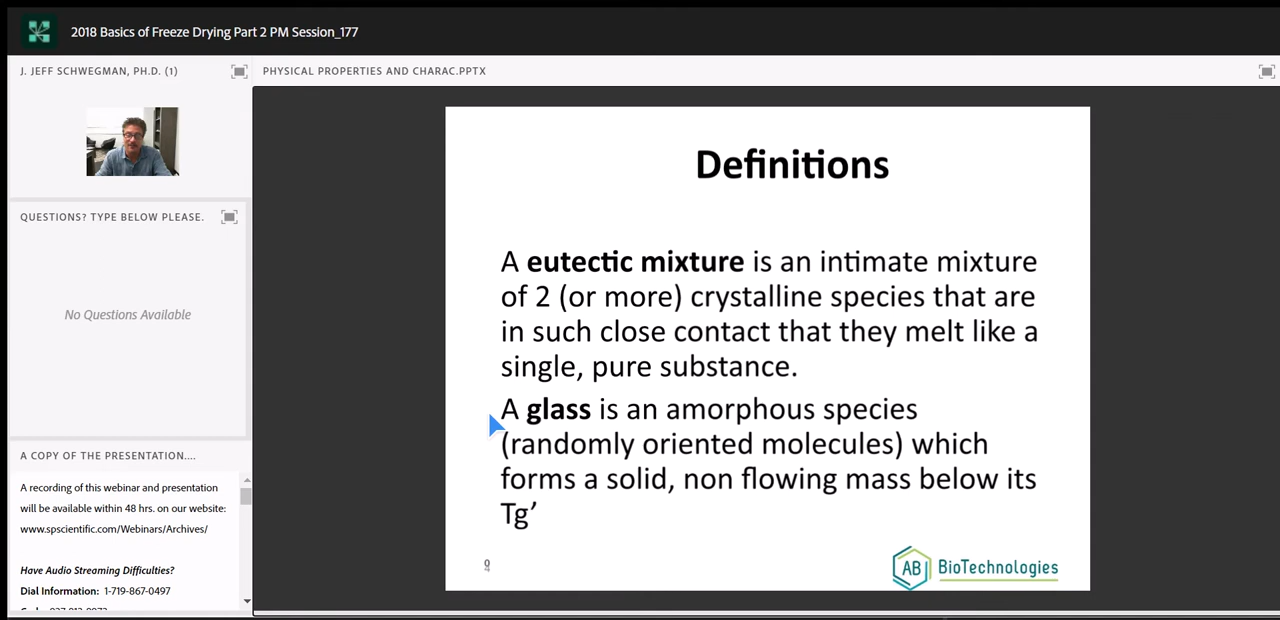 2018 Basics of Freeze Drying Part 2 PM Session_177
J. JEFF SCHWEGMAN, PH.D. (1)
PHYSICAL PROPERTIES AND CHARAC.PPTX
QUESTIONS? TYPE BELOW PLEASE.
No Questions Available
A COPY OF THE PRESENTATION....
A recording of this webinar and presentation
will be available within 48 hrs. on our website:
www.spscientific.com/Webinars/Archives/
Have Audio Streaming Difficulties?
Dial Information: 1-719-867-0497
Definitions
A eutectic mixture is an intimate mixture
of 2 (or more) crystalline species that are
in such close contact that they melt like a
single, pure substance.
A glass is an amorphous species
(randomly oriented molecules) which
forms a solid, non flowing mass below its
Tg’
AB BioTechnologies